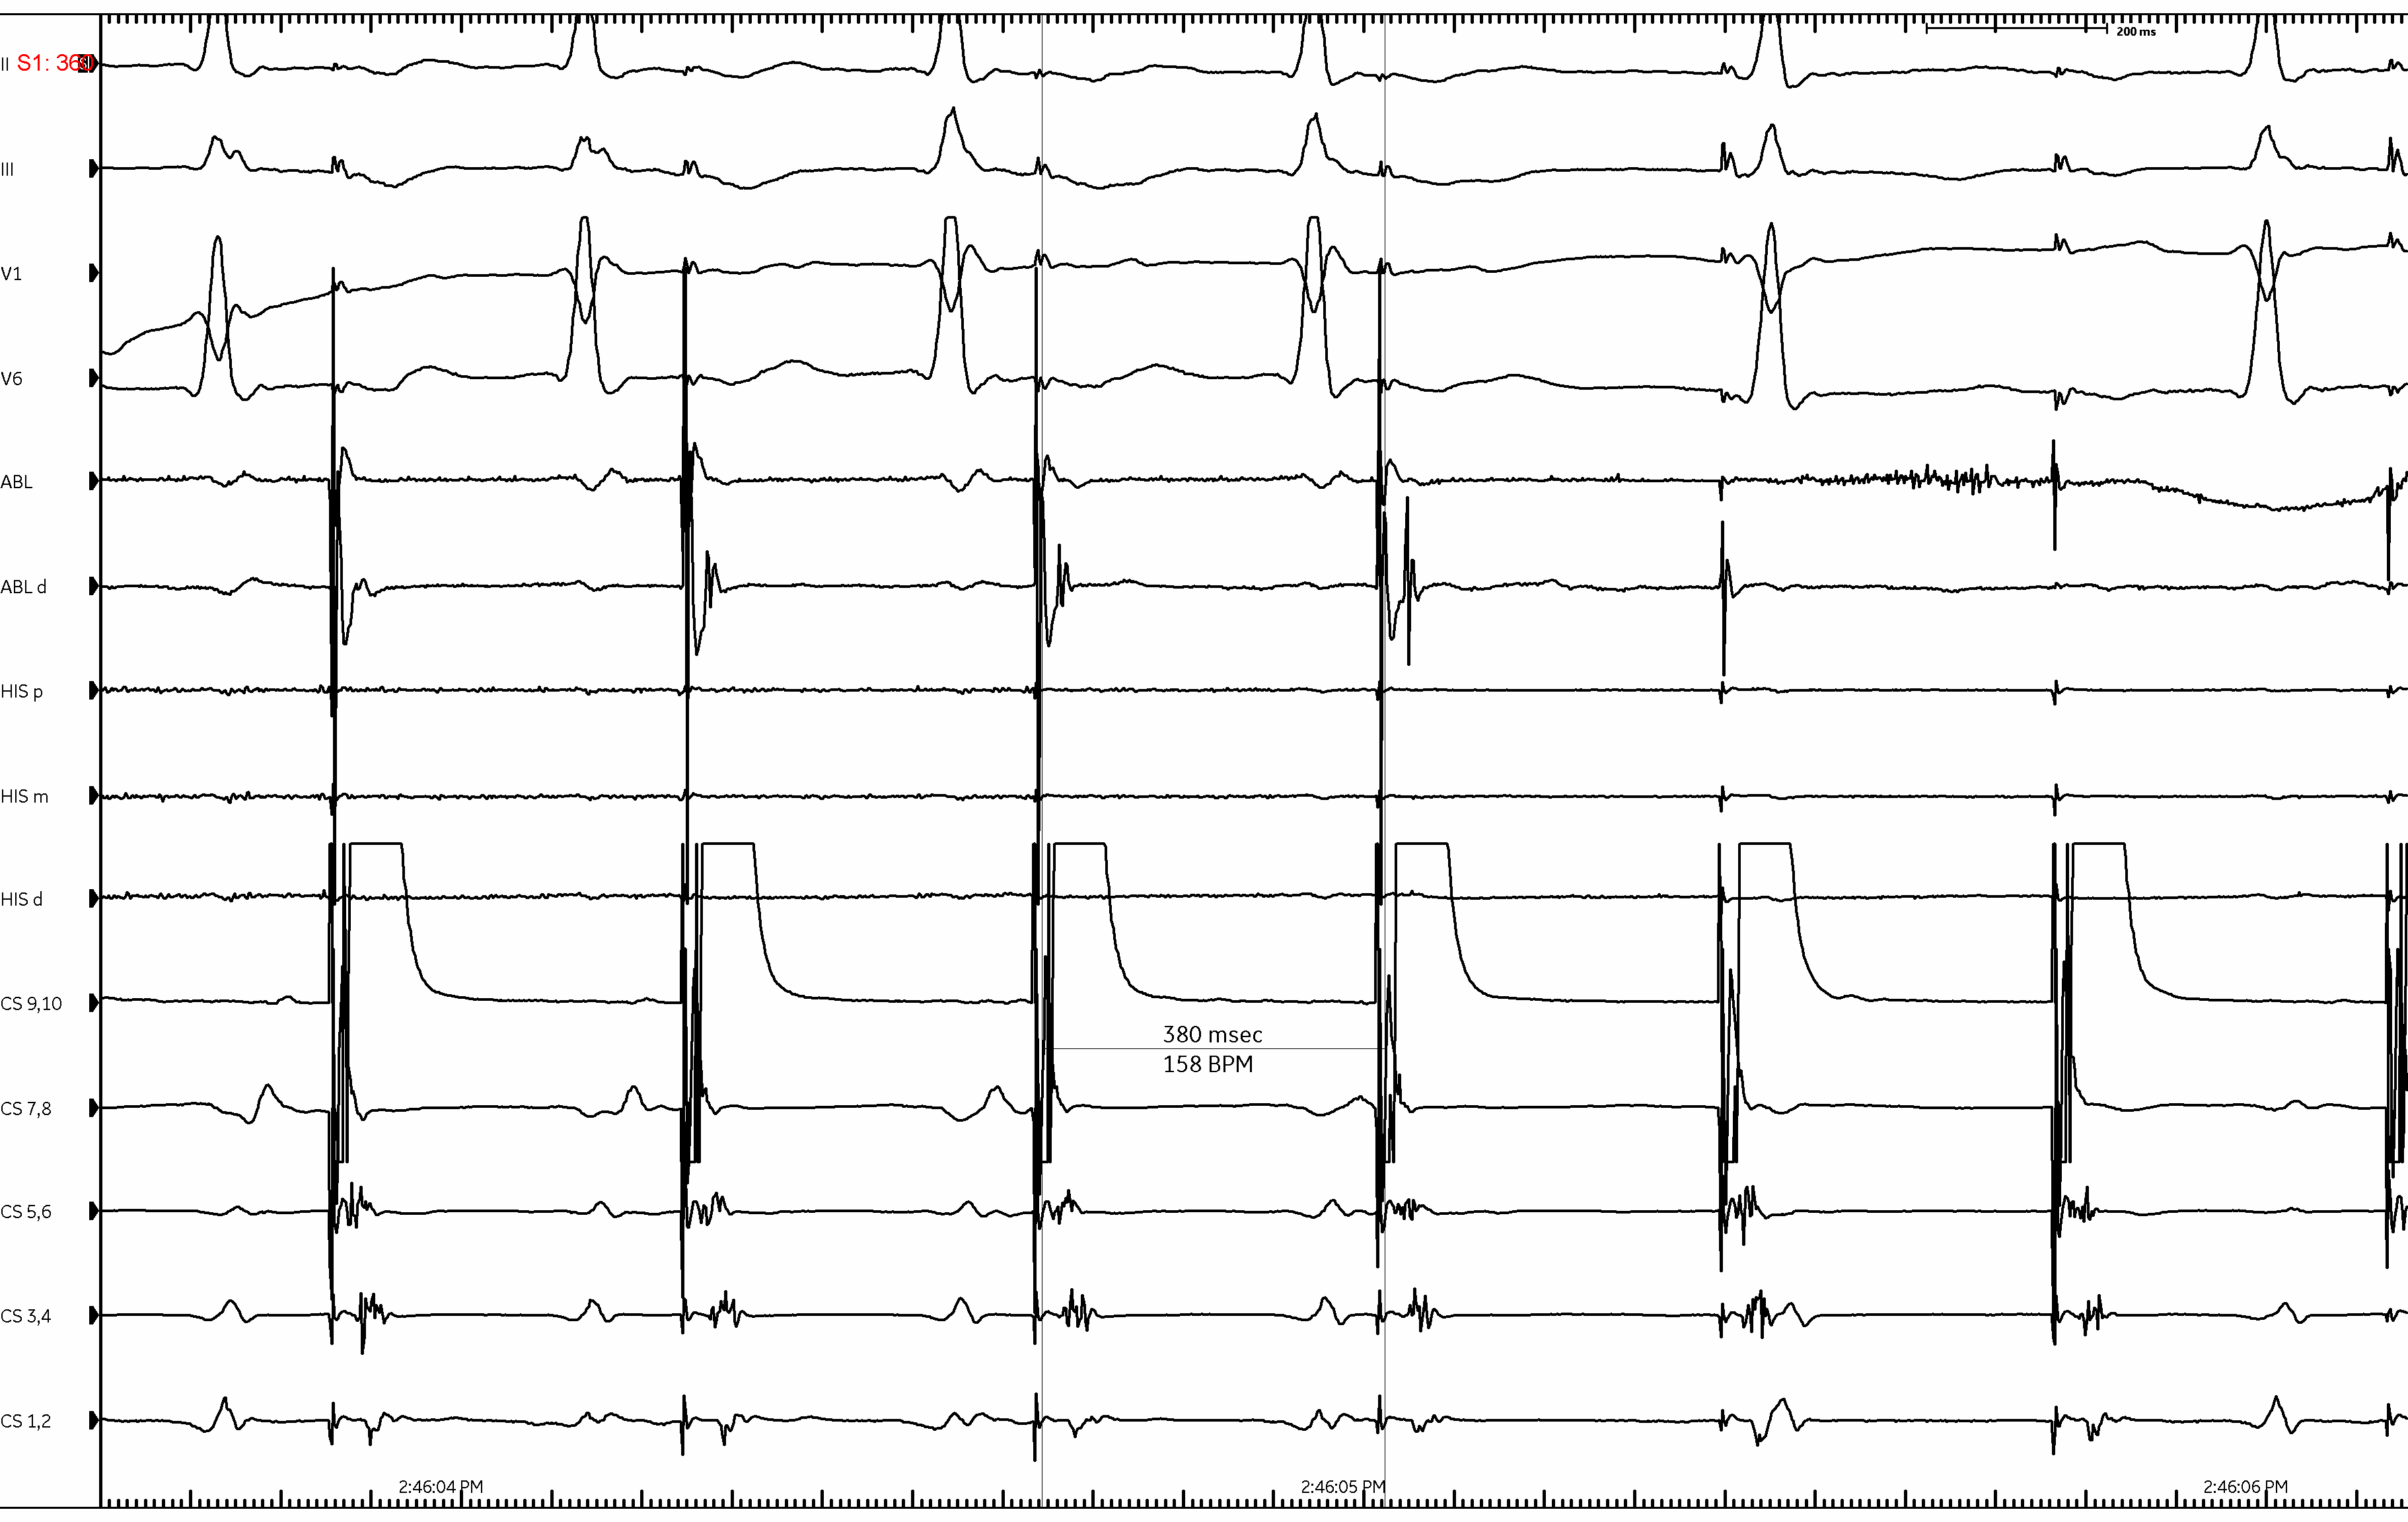 200 ms
II S1: 360
III
V1
V6
ABL
ABL d
HIS p
HIS m
HIS d
CS 9,10
380 msec
158 BPM
CS 7,8
CS 5,6
CS 3,4
CS 1,2
2:46:04 PM 2:46:05 PM 2:46:06 PM